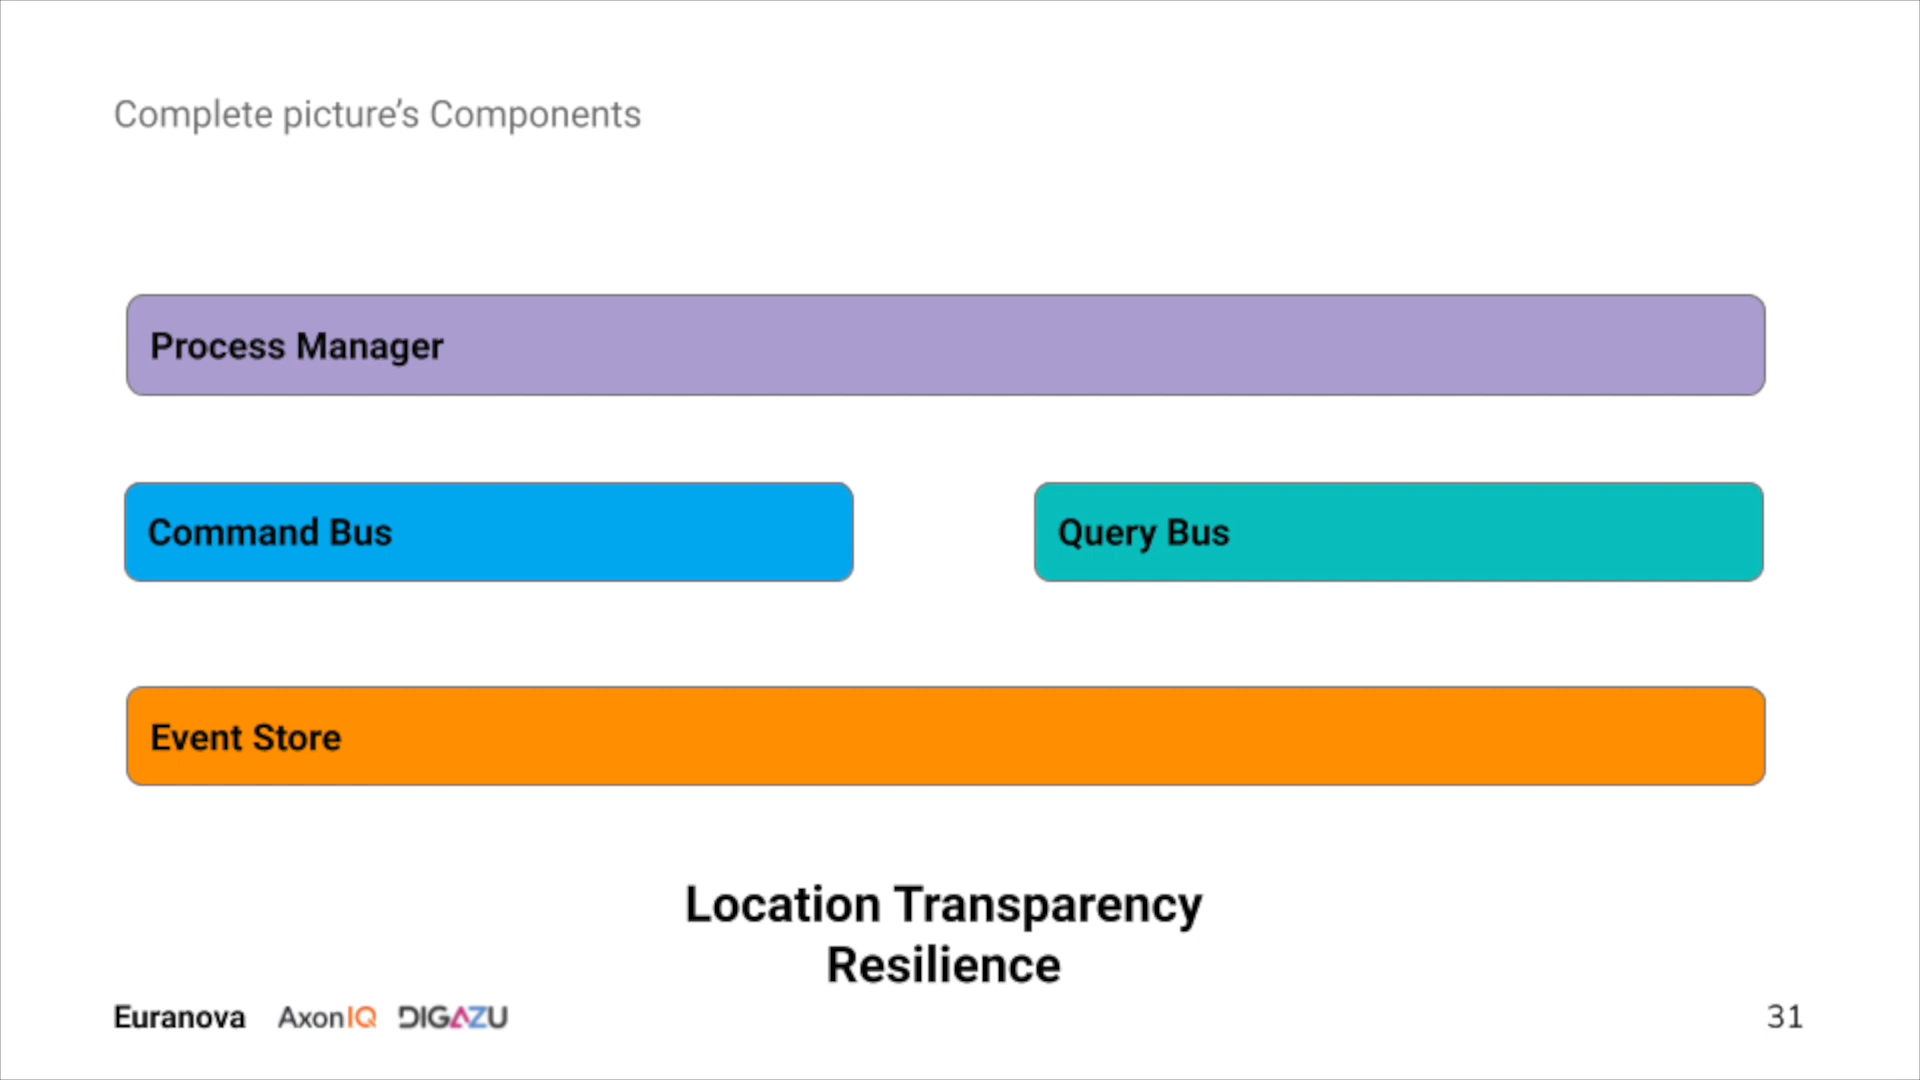 Complete picture’s Components
Process Manager
Command Bus
Query Bus
Event Store
Location Transparency
Resilience
Euranova AxonIQ DIGAZU
31